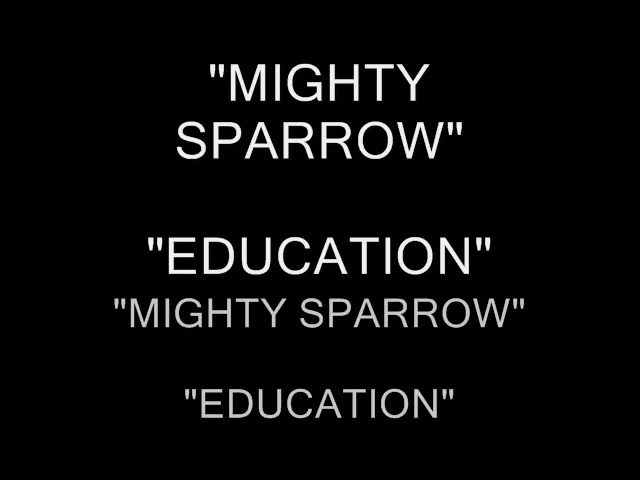 "MIGHTY
SPARROW"
"EDUCATION"
"MIGHTY SPARROW"
"EDUCATION"